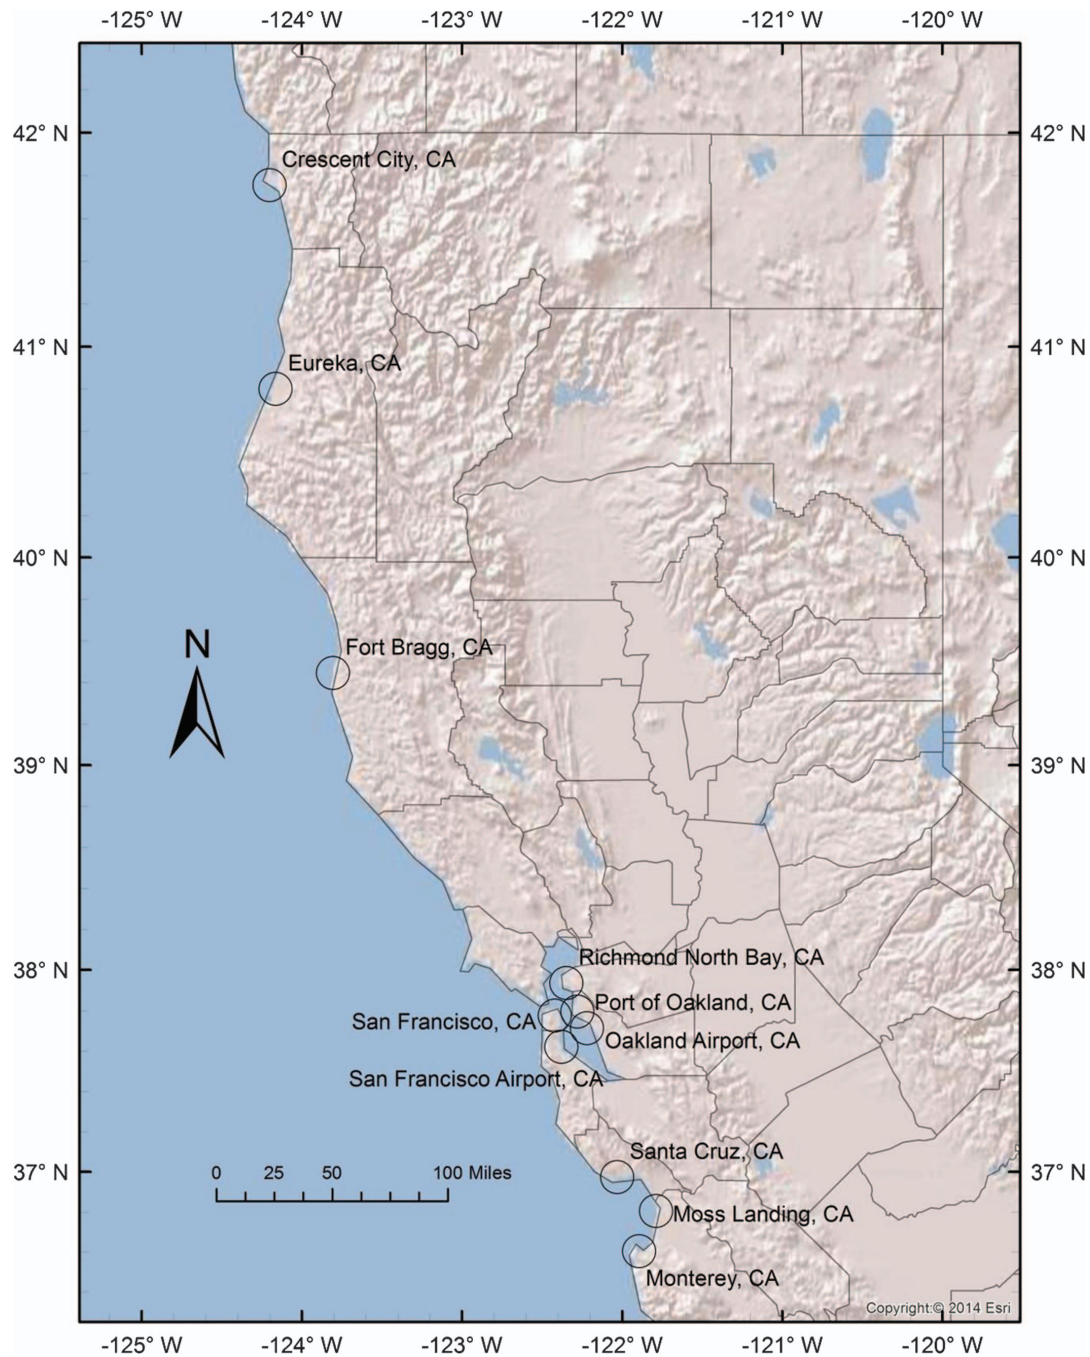 -125° W -124° W -123° W -122° W -121° W -120° W
42° N 42° N
Crescent City, CA
41° N 41° N
Eureka, CA
40° N 40° N
N
Fort Bragg, CA
39° N 39° N
Richmond North Bay, CA
38° N 38° N
Port of Oakland, CA
San Francisco, CA
Oakland Airport, CA
San Francisco Airport, CA
Santa Cruz, CA
37° N 37° N
0 25 50 100 Miles
Moss Landing, CA
Monterey, CA
Copyright:© 2014 Esri
-125° W -124° W -123° W -122° W -121° W -120° W